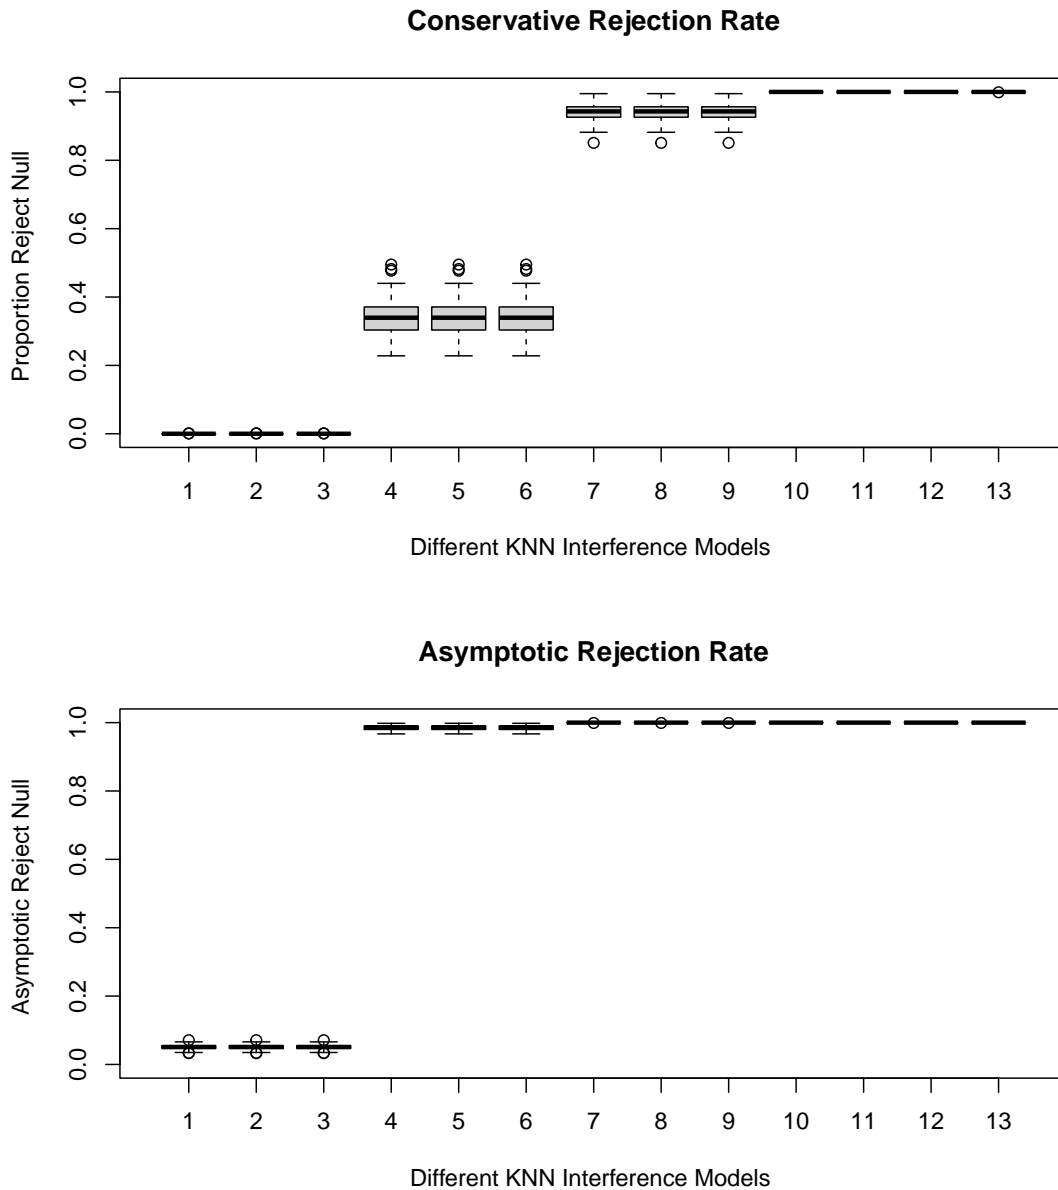 Conservative Rejection Rate
Proportion Reject Null
0.0 0.2 0.4 0.6 0.8 1.0
1 2 3 4 5 6 7 8 9 10 11 12 13
Different KNN Interference Models
Asymptotic Rejection Rate
Asymptotic Reject Null
0.0 0.2 0.4 0.6 0.8 1.0
1 2 3 4 5 6 7 8 9 10 11 12 13
Different KNN Interference Models